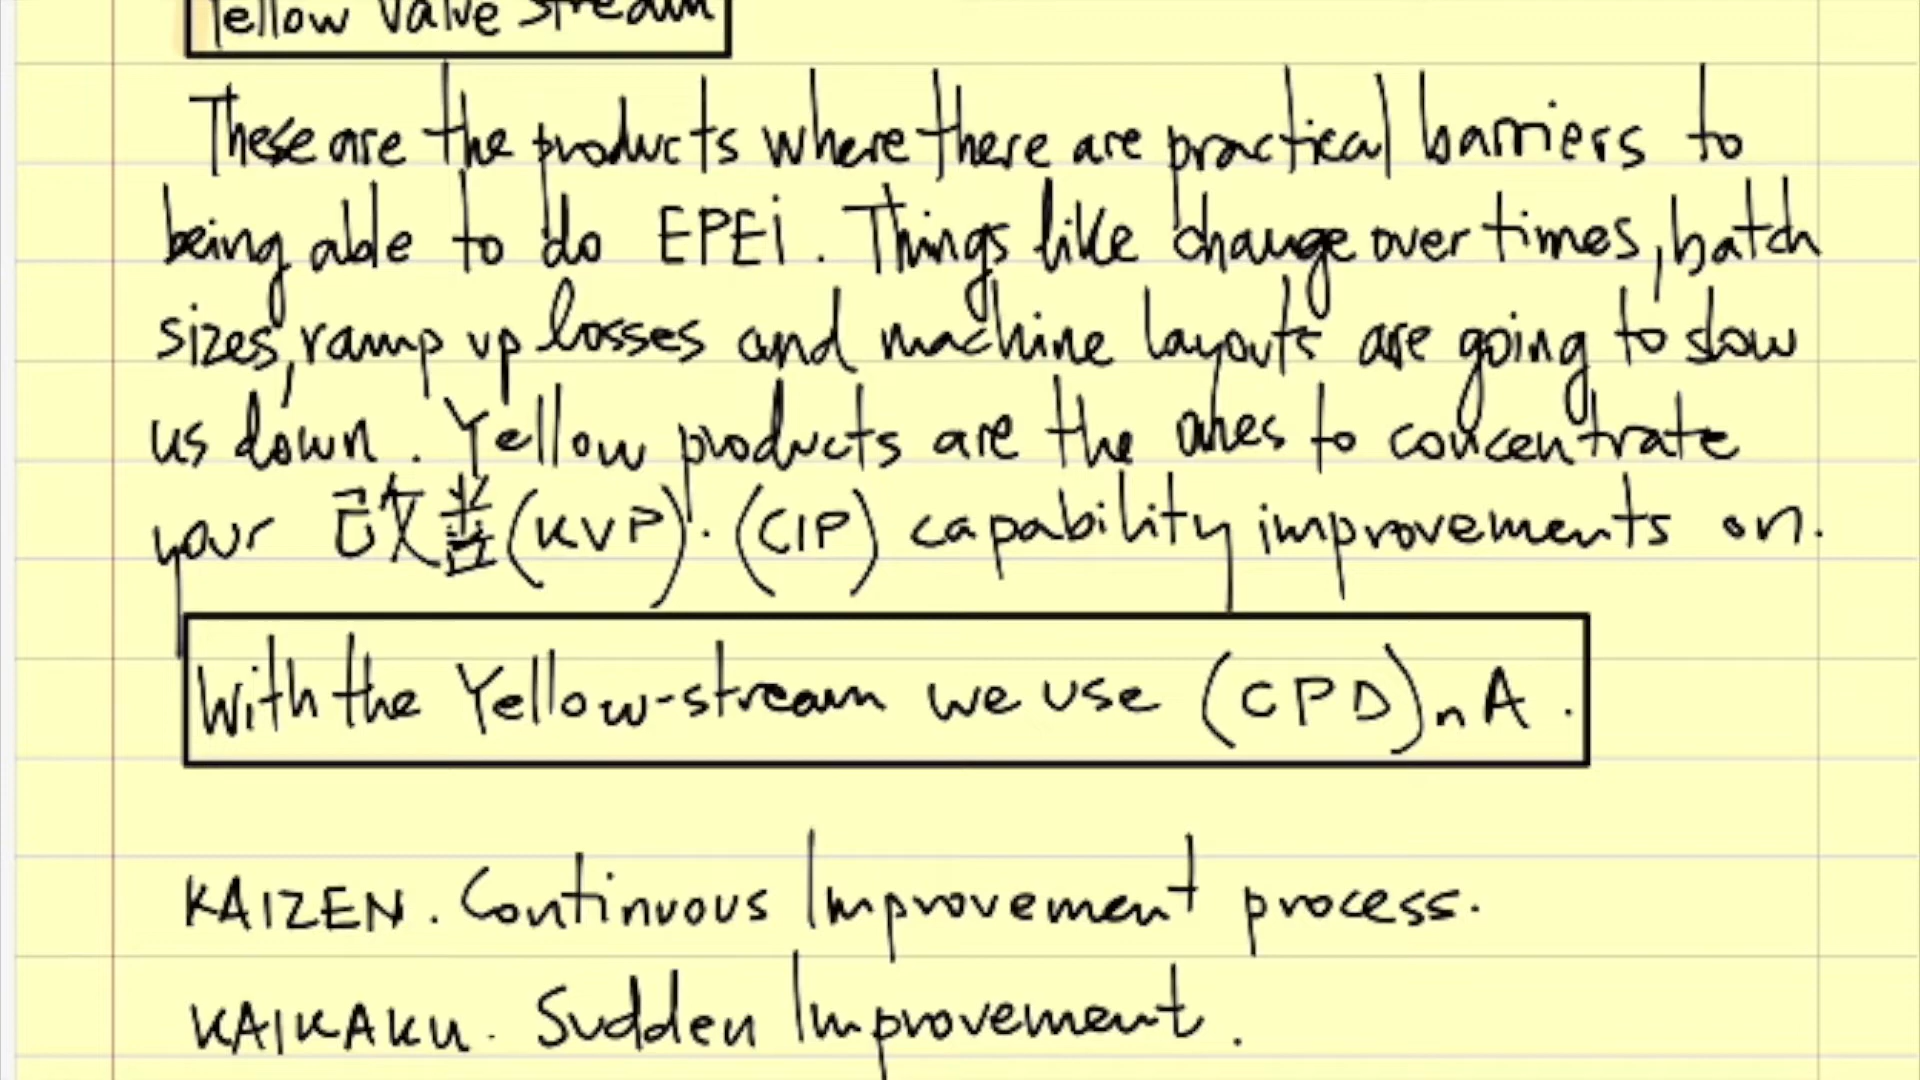 Yellow Value Stream
These are the products where there are practical barriers to
being able to do EPEi. Things like change over times, batch
sizes, ramp up losses and machine layouts are going to slow
us down. Yellow products are the ones to concentrate
your 改善 (KVP). (CIP) capability improvements on.
With the Yellow-stream we use (CPD)nA.
KAIZEN. Continuous Improvement process.
KAIKAKU. Sudden Improvement.